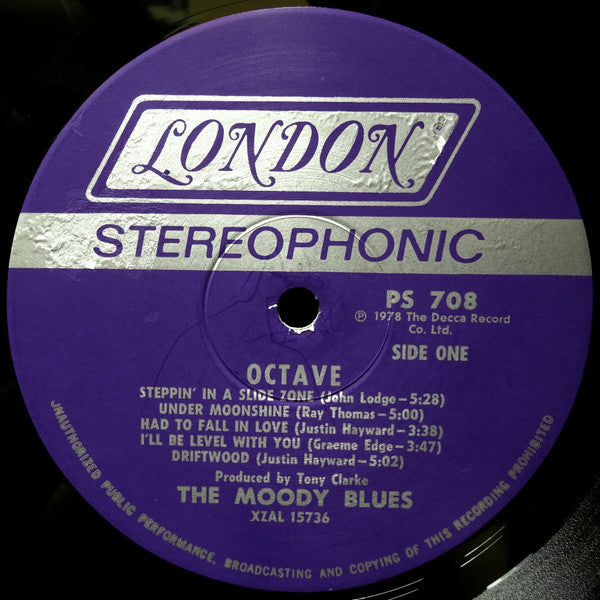 LONDON®
STEREOPHONIC
PS 708
℗ 1978 The Decca Record
Co. Ltd.
SIDE ONE
OCTAVE
STEPPIN' IN A SLIDE ZONE (John Lodge—5:28)
UNDER MOONSHINE (Ray Thomas—5:00)
HAD TO FALL IN LOVE (Justin Hayward—3:38)
I'LL BE LEVEL WITH YOU (Graeme Edge—3:47)
DRIFTWOOD (Justin Hayward—5:02)
Produced by Tony Clarke
THE MOODY BLUES
XZAL 15736
UNAUTHORIZED PUBLIC PERFORMANCE, BROADCASTING AND COPYING OF THIS RECORDING PROHIBITED